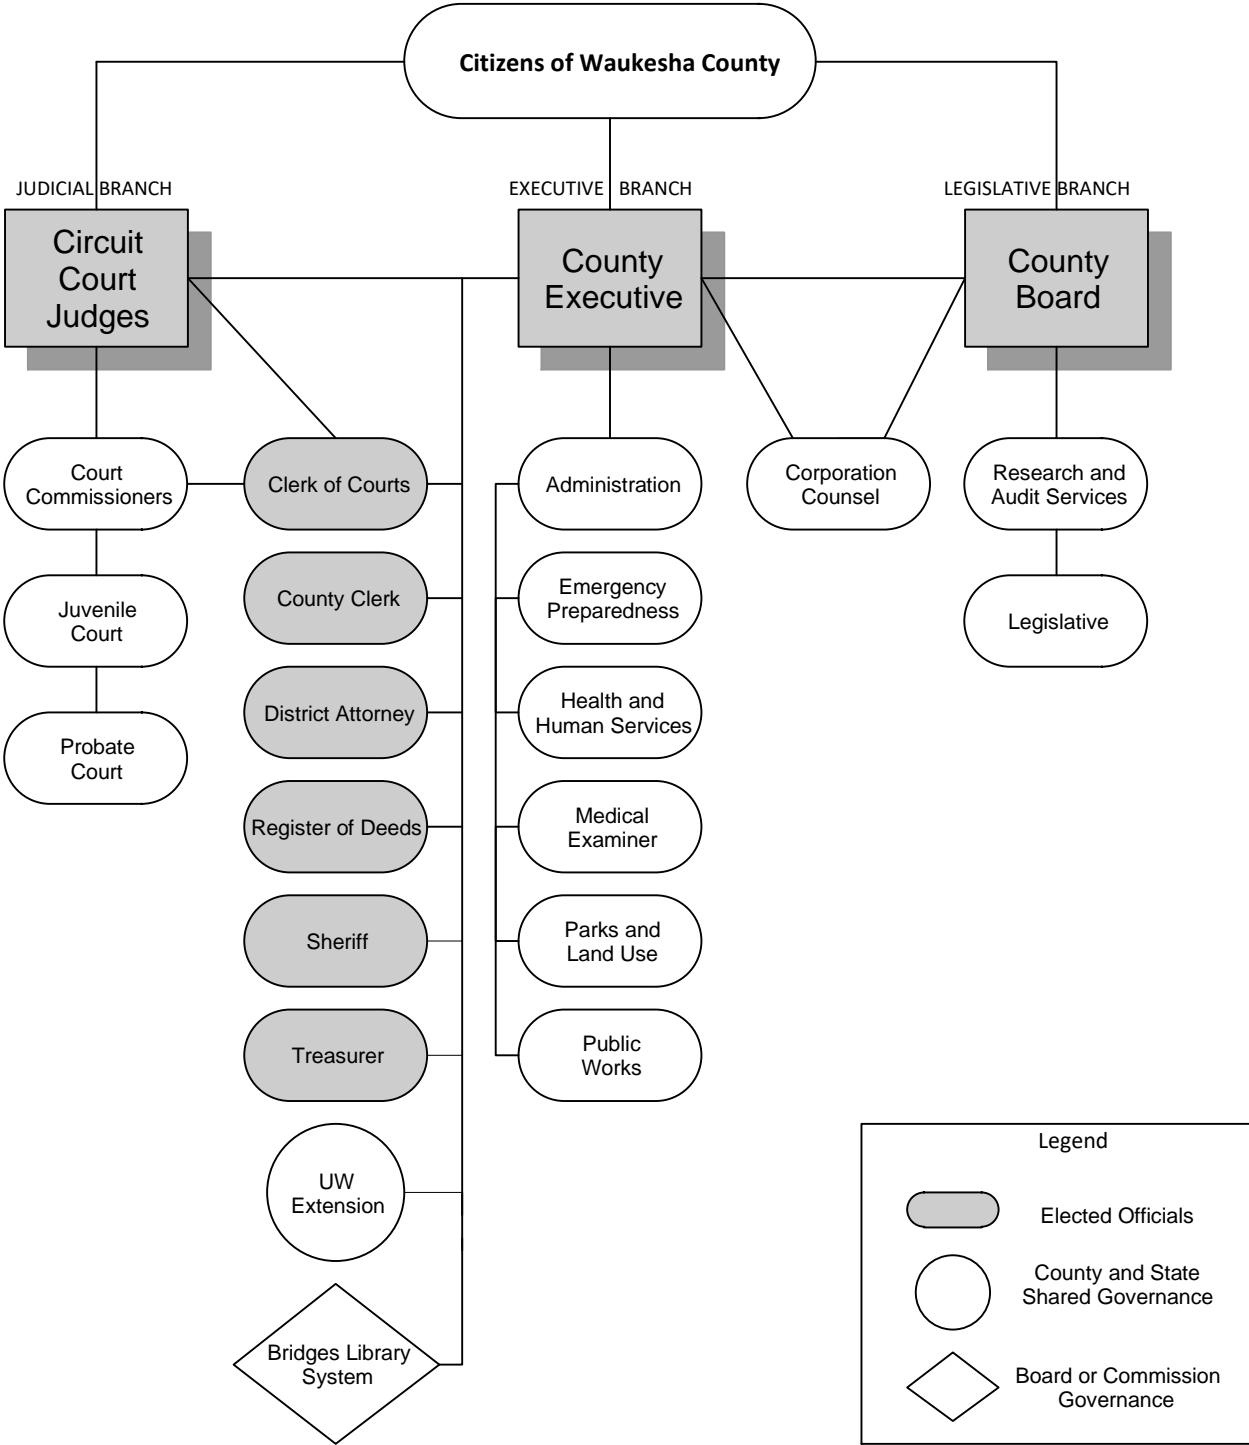 Citizens of Waukesha County
JUDICIAL BRANCH
EXECUTIVE BRANCH
LEGISLATIVE BRANCH
Circuit
Court
Judges
County
Executive
County
Board
Court
Commissioners
Clerk of Courts
Administration
Corporation
Counsel
Research and
Audit Services
County Clerk
Emergency
Preparedness
Juvenile
Court
Legislative
District Attorney
Health and
Human Services
Probate
Court
Register of Deeds
Medical
Examiner
Sheriff
Parks and
Land Use
Treasurer
Public
Works
UW
Extension
Bridges Library
System
Legend
Elected Officials
County and State
Shared Governance
Board or Commission
Governance